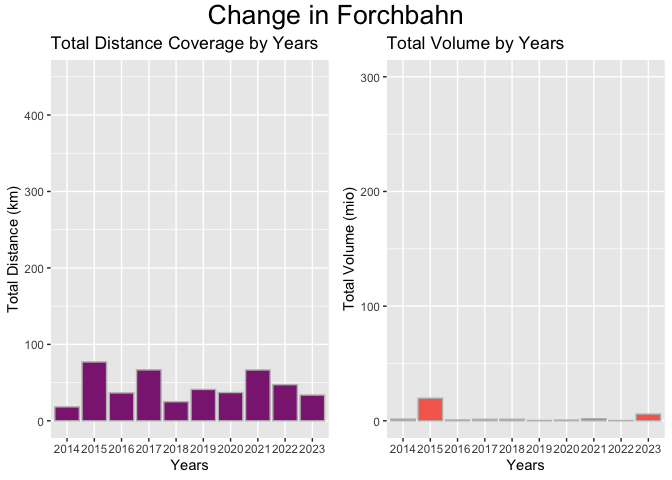 Change in Forchbahn
Total Distance Coverage by Years
Total Distance (km)
400
300
200
100
0
2014 2015 2016 2017 2018 2019 2020 2021 2022 2023
Years
Total Volume by Years
Total Volume (mio)
300
200
100
0
2014 2015 2016 2017 2018 2019 2020 2021 2022 2023
Years